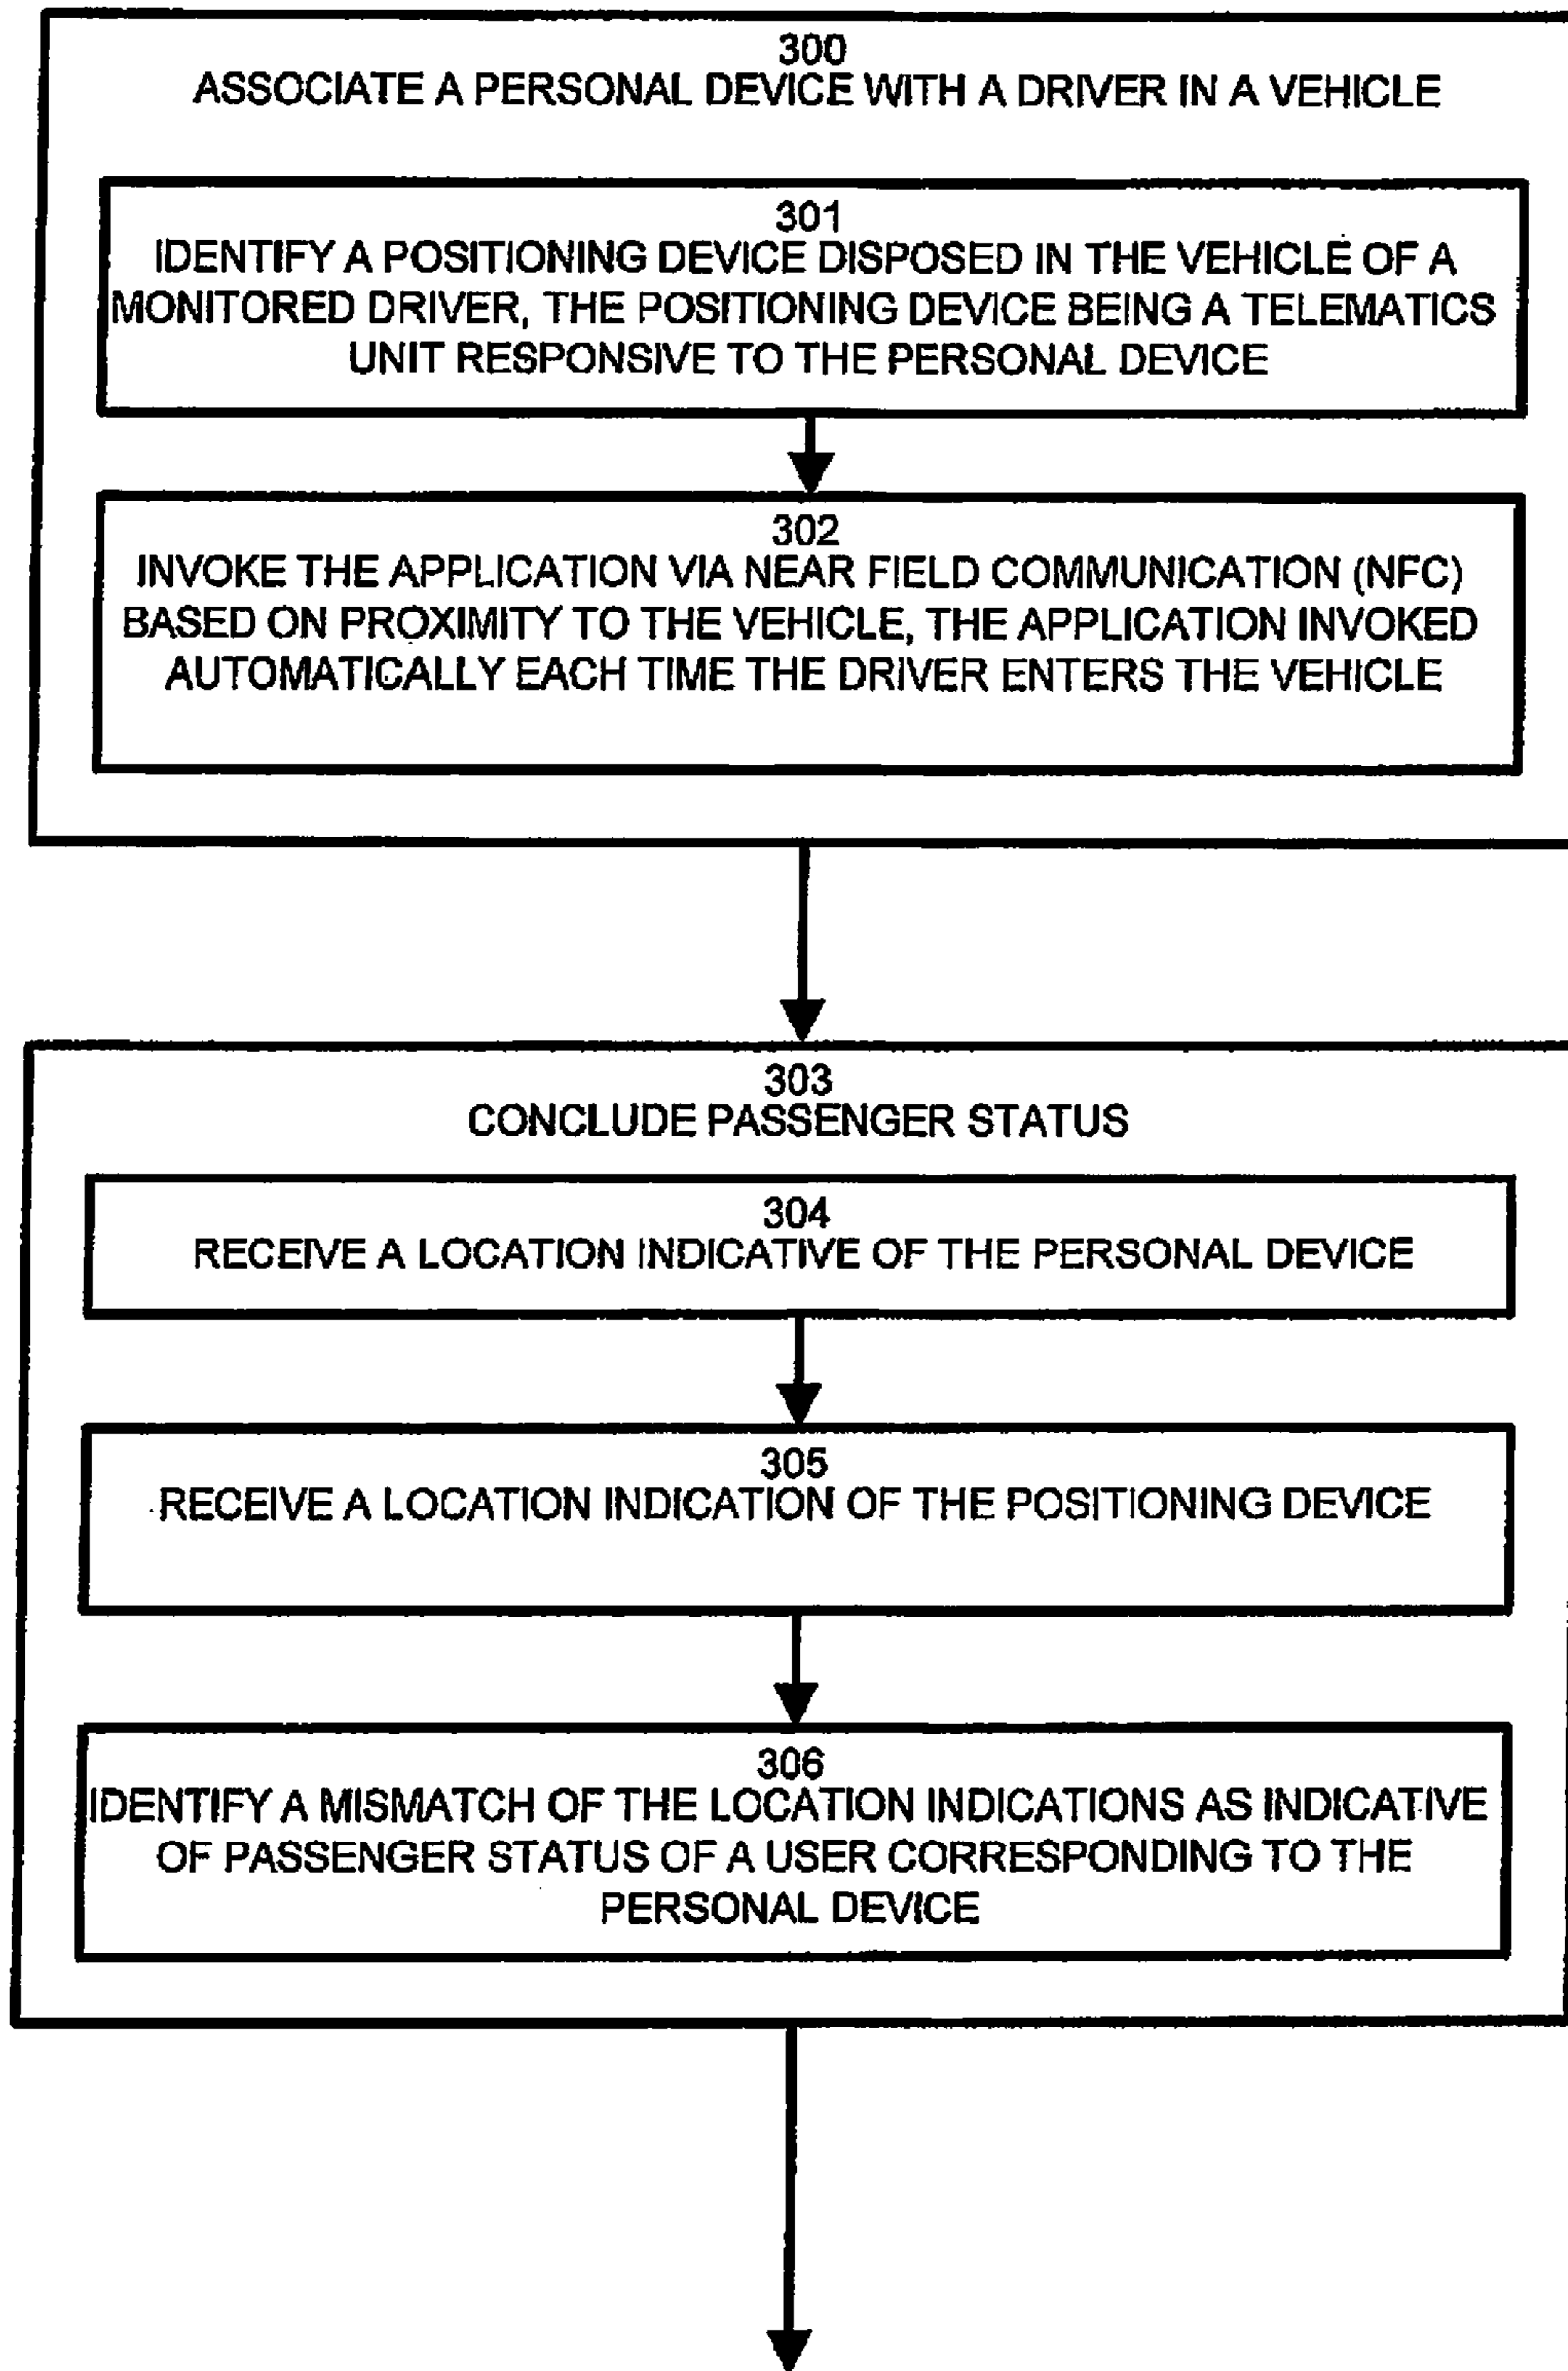 300
ASSOCIATE A PERSONAL DEVICE WITH A DRIVER IN A VEHICLE
301
IDENTIFY A POSITIONING DEVICE DISPOSED IN THE VEHICLE OF A
MONITORED DRIVER, THE POSITIONING DEVICE BEING A TELEMATICS
UNIT RESPONSIVE TO THE PERSONAL DEVICE
302
INVOKE THE APPLICATION VIA NEAR FIELD COMMUNICATION (NFC)
BASED ON PROXIMITY TO THE VEHICLE, THE APPLICATION INVOKED
AUTOMATICALLY EACH TIME THE DRIVER ENTERS THE VEHICLE
303
CONCLUDE PASSENGER STATUS
304
RECEIVE A LOCATION INDICATIVE OF THE PERSONAL DEVICE
305
RECEIVE A LOCATION INDICATION OF THE POSITIONING DEVICE
306
IDENTIFY A MISMATCH OF THE LOCATION INDICATIONS AS INDICATIVE
OF PASSENGER STATUS OF A USER CORRESPONDING TO THE
PERSONAL DEVICE